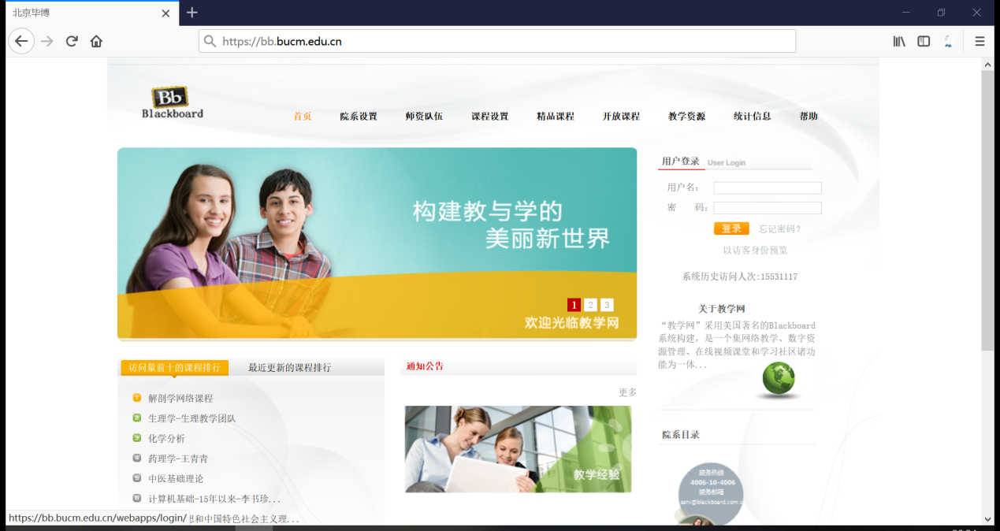 北京毕博
https://bb.bucm.edu.cn
Bb
Blackboard
首页 院系设置 师资队伍 课程设置 精品课程 开放课程 教学资源 统计信息 帮助
构建教与学的
美丽新世界
1 2 3
欢迎光临教学网
用户登录 User Login
用户名:
密 码:
登录 忘记密码?
以访客身份预览
系统历史访问人次:15531117
关于教学网
“教学网”采用美国著名的Blackboard
系统构建,是一个集网络教学、数字资
源管理、在线视频课堂和学习社区诸功
能为一体...
访问量前十的课程排行 最近更新的课程排行
解剖学网络课程
生理学-生理教学团队
化学分析
药理学-王青青
中医基础理论
计算机基础-15年以来-李书珍...
想和中国特色社会主义理...
通知公告
更多
教学经验
院系目录
服务热线
4006-10-4006
服务邮箱
serv@blackboard.com.c
https://bb.bucm.edu.cn/webapps/login/